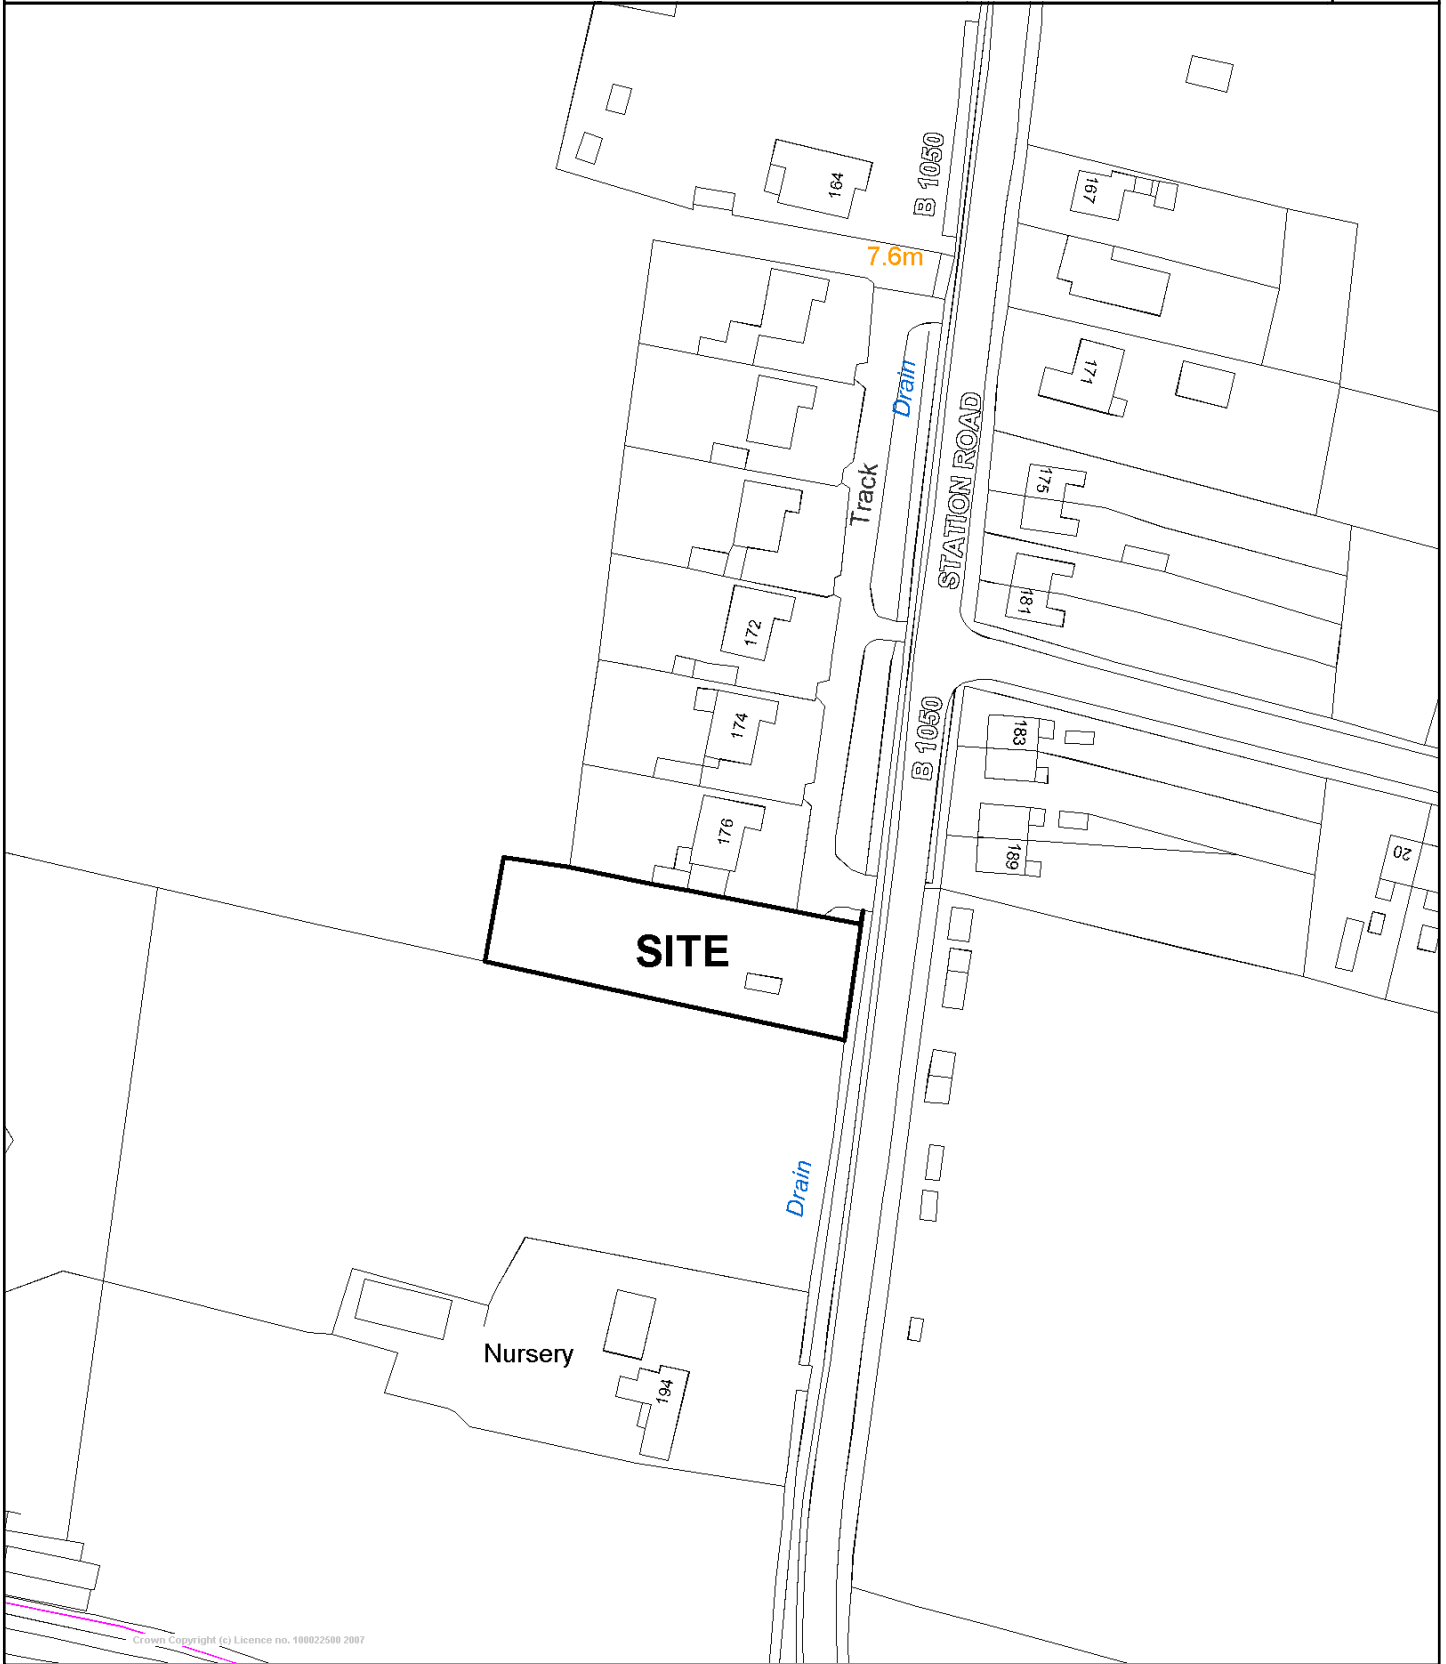 B 1050
164
167
7.6m
171
Drain
STATION ROAD
Track
175
181
172
174
B 1050
183
176
189
20
SITE
Drain
Nursery
194
Crown Copyright (c) Licence no. 100022500 2007